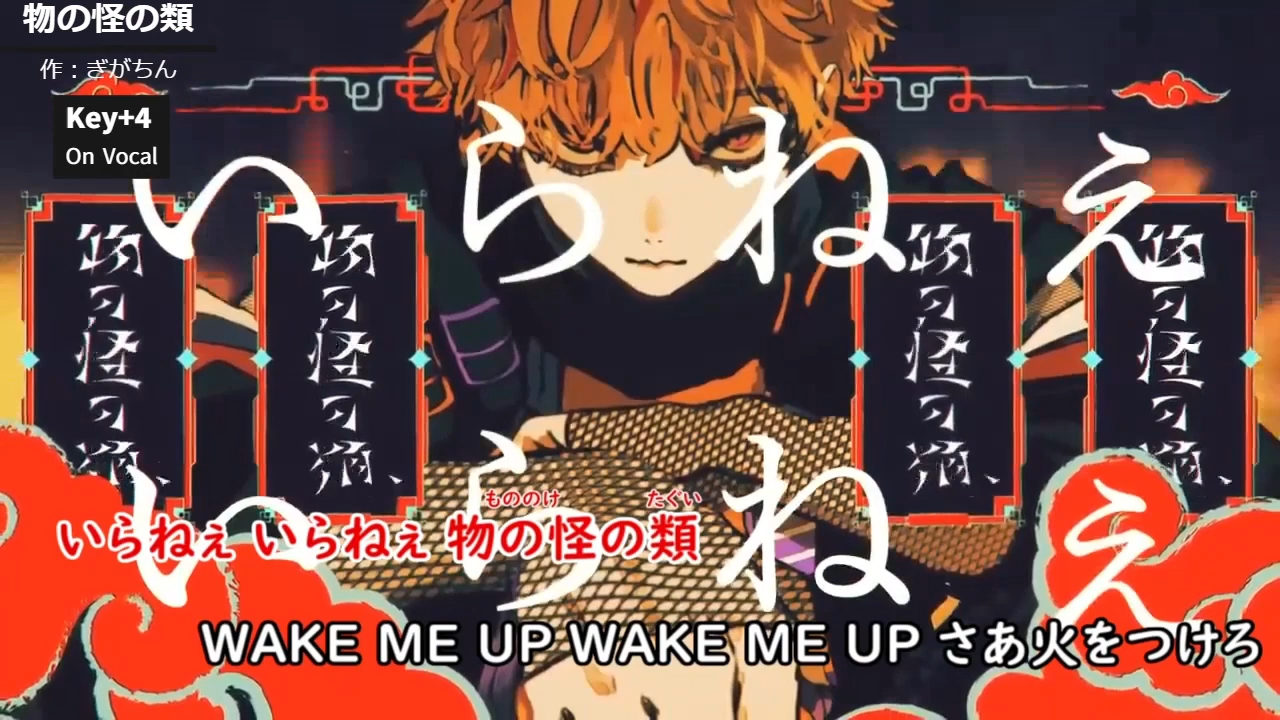 物の怪の類
作：ぎがちん
Key+4
On Vocal
いらねぇ
物の怪の類、
物の怪の類、
物の怪の類、
物の怪の類、
いらねぇ
もののけ たぐい
いらねぇ いらねぇ 物の怪の類
WAKE ME UP WAKE ME UP さあ火をつけろ